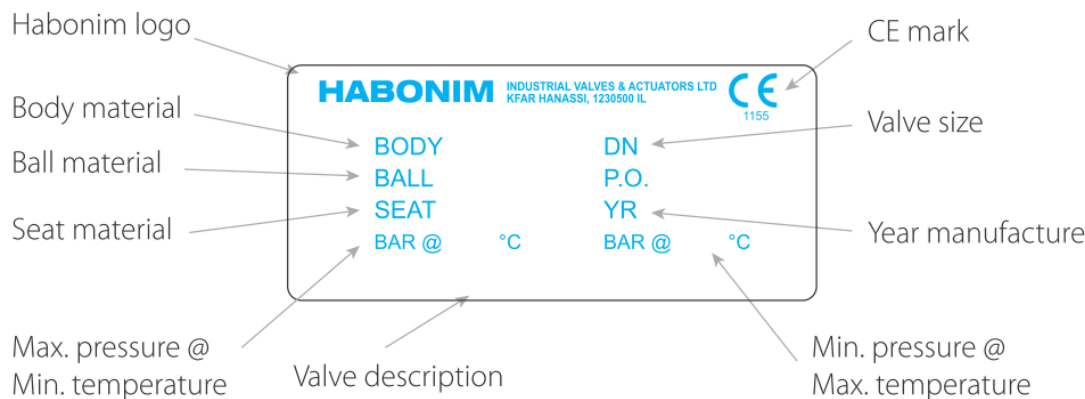 Habonim logo
CE mark
HABONIM INDUSTRIAL VALVES & ACTUATORS LTD
KFAR HANASSI, 1230500 IL
CE
1155
Body material
BODY DN
Valve size
Ball material
BALL P.O.
Seat material
SEAT YR
Year manufacture
BAR @ °C BAR @ °C
Max. pressure @
Min. temperature
Valve description
Min. pressure @
Max. temperature